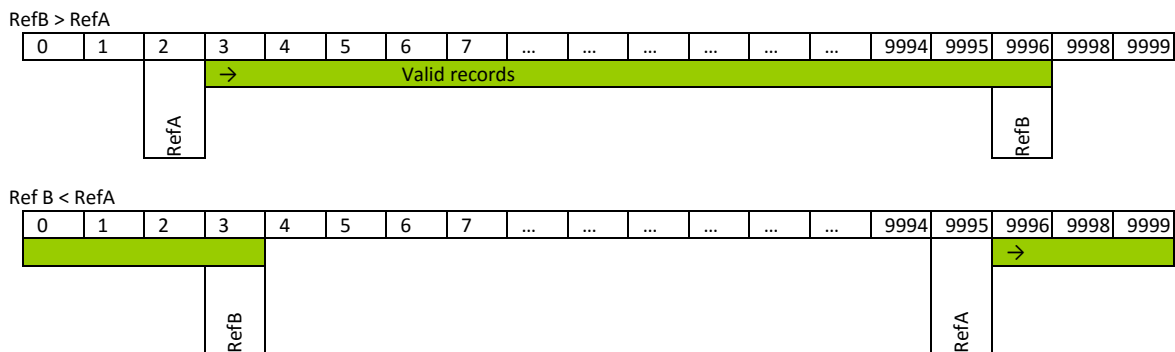 RefB > RefA
0 1 2 3 4 5 6 7 ... ... ... ... ... ... 9994 9995 9996 9998 9999
→ Valid records
RefA RefB
Ref B < RefA
0 1 2 3 4 5 6 7 ... ... ... ... ... ... 9994 9995 9996 9998 9999
→
RefB RefA